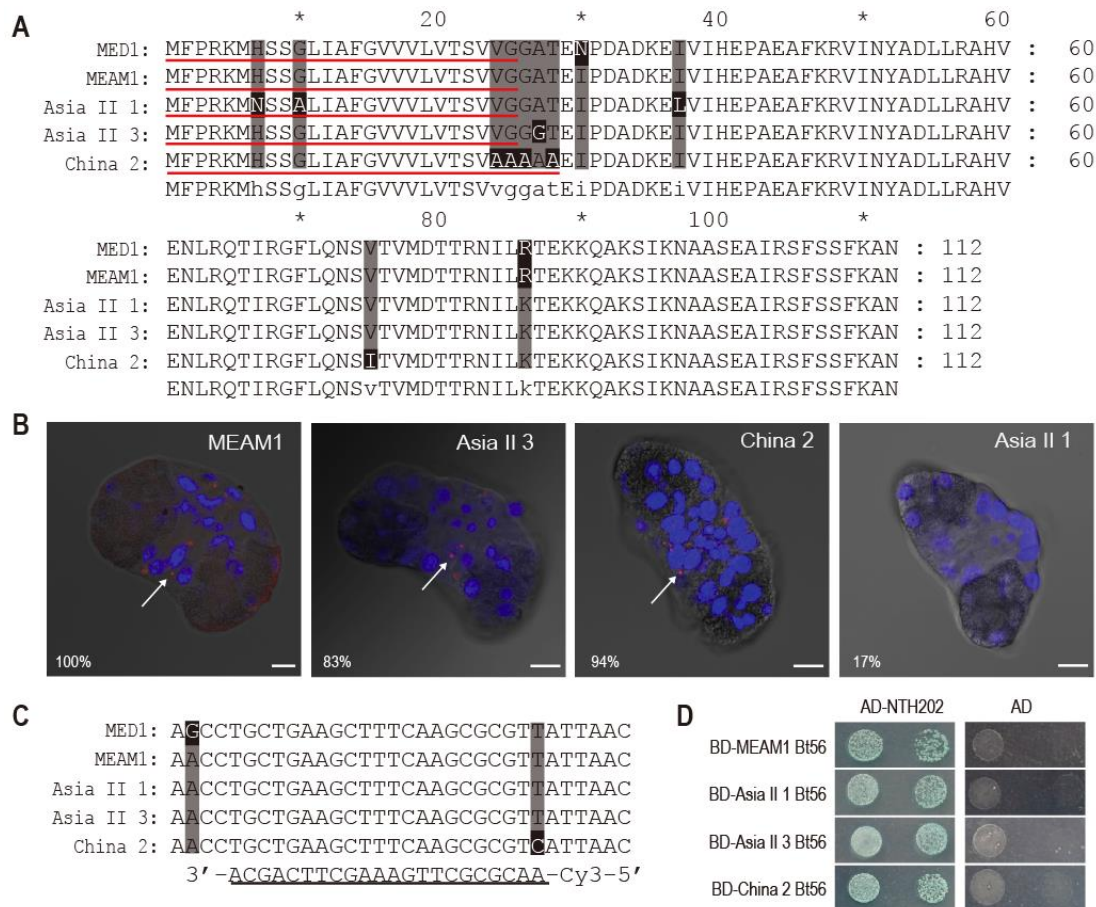 A
* 20 * 40 * 60
MED1: MFPRKMHSSGLIAFGVVVLVTSVVGGATENPDADKEIVIHEPAEAFKRVINYADLLRAHV : 60
MEAM1: MFPRKMHSSGLIAFGVVVLVTSVVGGATEIPDADKEIVIHEPAEAFKRVINYADLLRAHV : 60
Asia II 1: MFPRKMNSSALIAFGVVVLVTSVVGGATEIPDADKELVIHEPAEAFKRVINYADLLRAHV : 60
Asia II 3: MFPRKMHSSGLIAFGVVVLVTSVVGGGTEIPDADKEIVIHEPAEAFKRVINYADLLRAHV : 60
China 2: MFPRKMHSSGLIAFGVVVLVTSVAAAAAEIPDADKEIVIHEPAEAFKRVINYADLLRAHV : 60
MFPRKMhSSgLIAFGVVVLVTSVvggatEiPDADKEiVIHEPAEAFKRVINYADLLRAHV
* 80 * 100 *
MED1: ENLRQTIRGFLQNSVTVMDTTRNILRTEKKQAKSIKNAASEAIRSFSSFKAN : 112
MEAM1: ENLRQTIRGFLQNSVTVMDTTRNILRTEKKQAKSIKNAASEAIRSFSSFKAN : 112
Asia II 1: ENLRQTIRGFLQNSVTVMDTTRNILKTEKKQAKSIKNAASEAIRSFSSFKAN : 112
Asia II 3: ENLRQTIRGFLQNSVTVMDTTRNILKTEKKQAKSIKNAASEAIRSFSSFKAN : 112
China 2: ENLRQTIRGFLQNSITVMDTTRNILKTEKKQAKSIKNAASEAIRSFSSFKAN : 112
ENLRQTIRGFLQNSvTVMDTTRNILkTEKKQAKSIKNAASEAIRSFSSFKAN
B
MEAM1
100%
Asia II 3
83%
China 2
94%
Asia II 1
17%
C
MED1: AGCCTGCTGAAGCTTTCAAGCGCGTTATTAAC
MEAM1: AACCTGCTGAAGCTTTCAAGCGCGTTATTAAC
Asia II 1: AACCTGCTGAAGCTTTCAAGCGCGTTATTAAC
Asia II 3: AACCTGCTGAAGCTTTCAAGCGCGTTATTAAC
China 2: AACCTGCTGAAGCTTTCAAGCGCGTCATTAAC
3′-ACGACTTCGAAAGTTCGCGCAA-Cy3-5′
D
AD-NTH202 AD
BD-MEAM1 Bt56
BD-Asia II 1 Bt56
BD-Asia II 3 Bt56
BD-China 2 Bt56